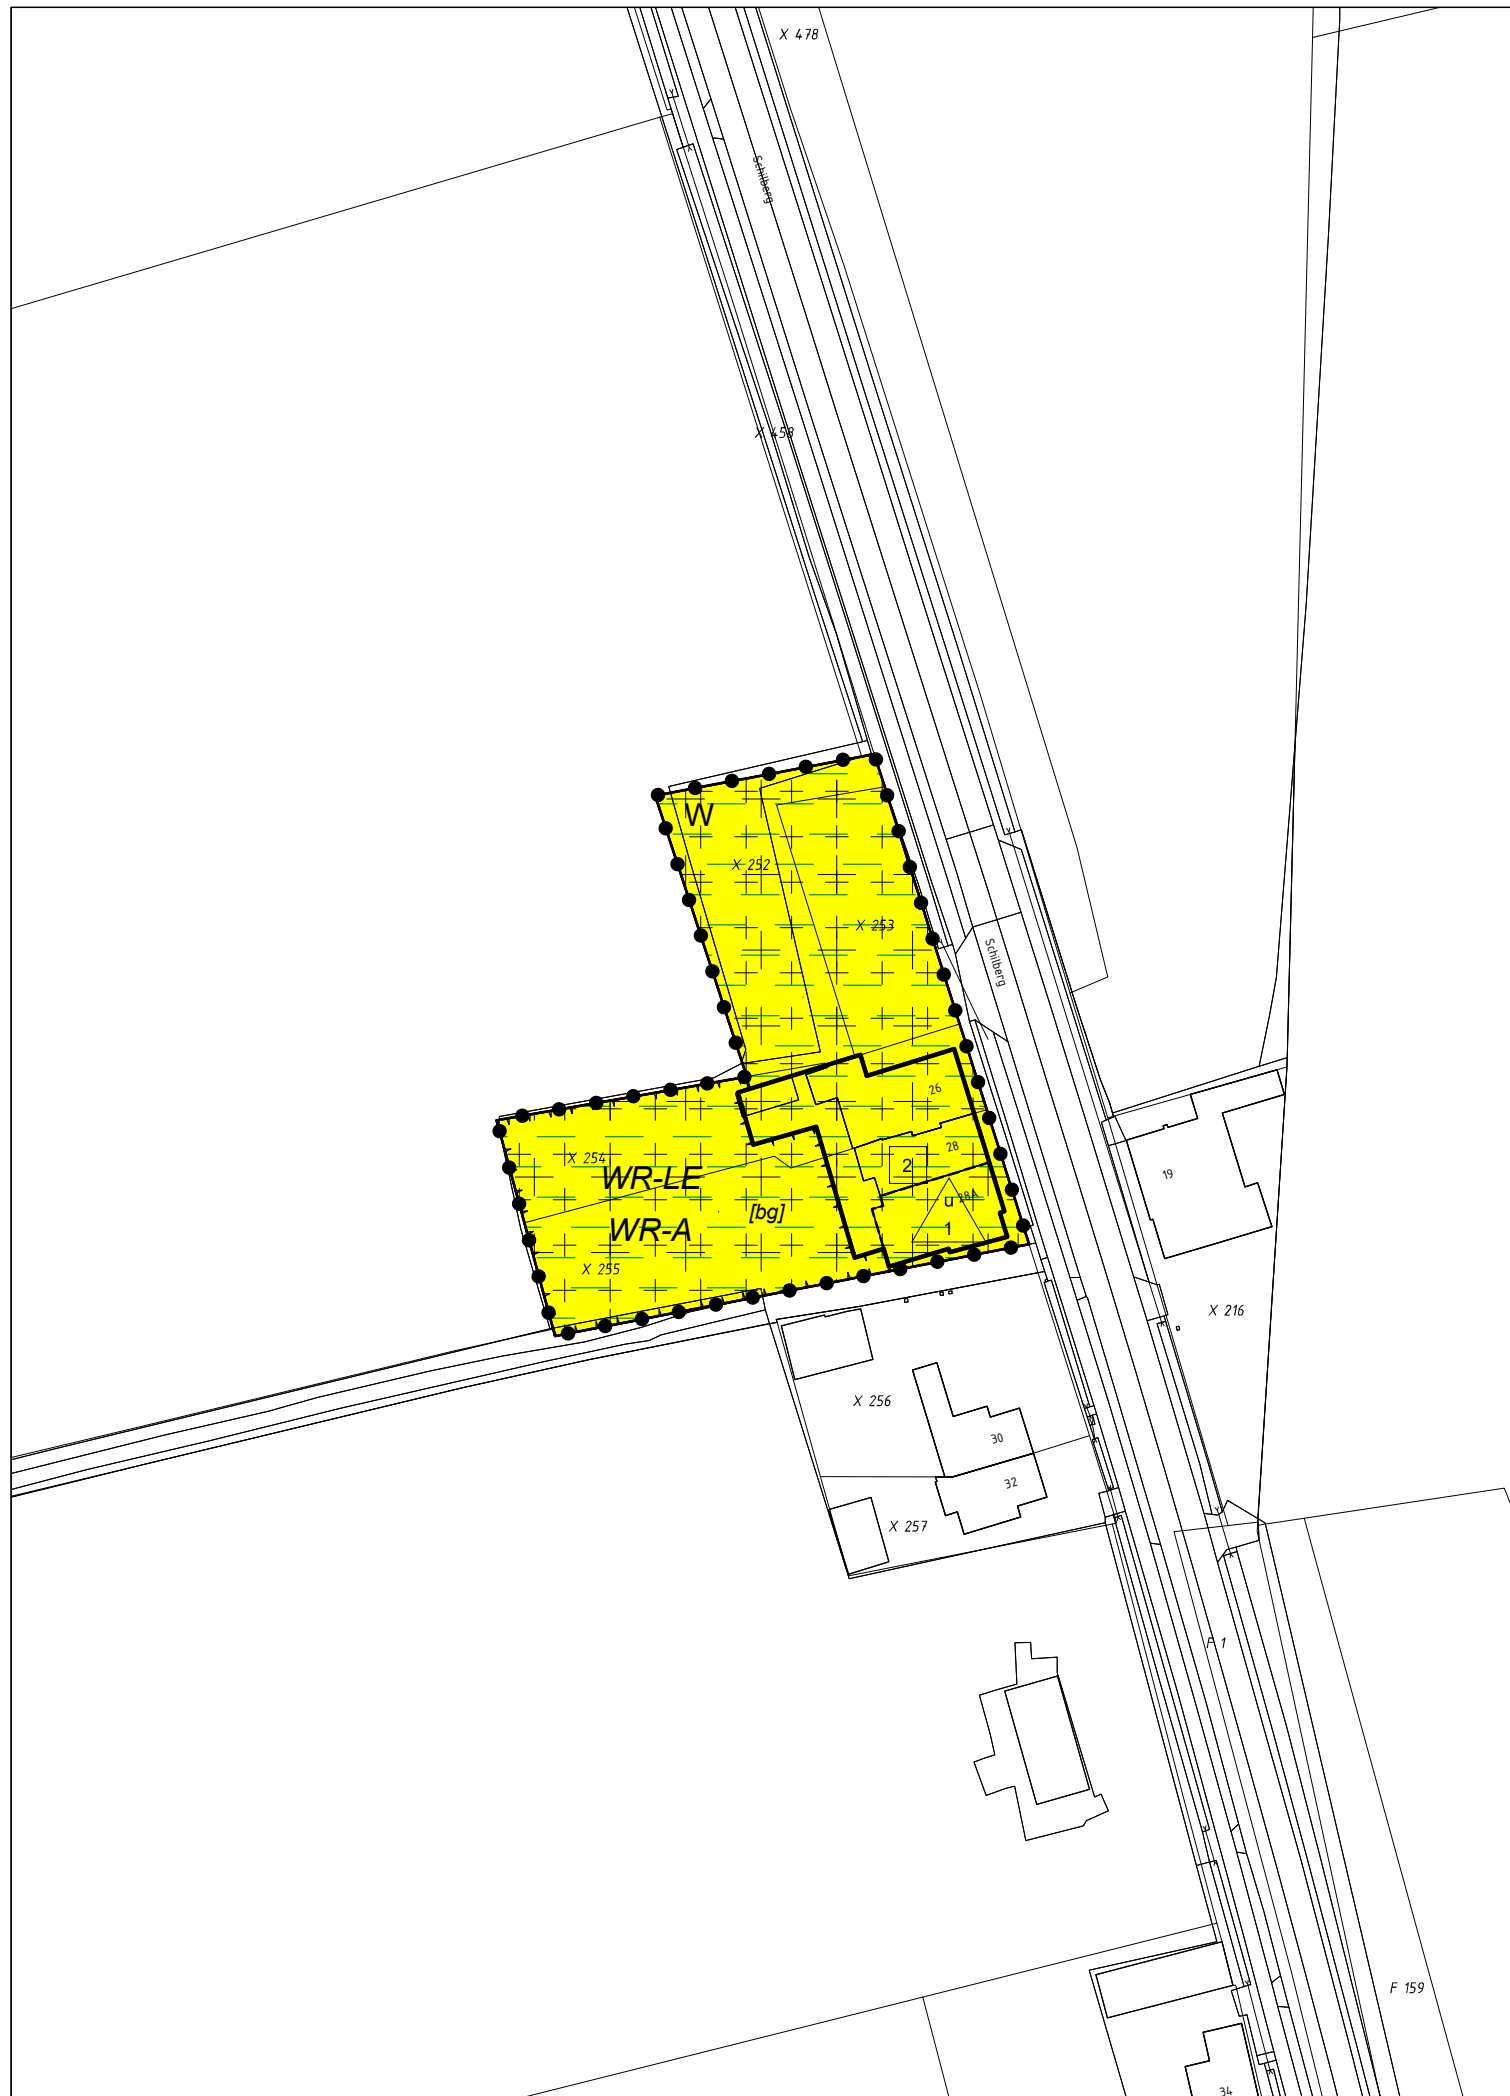 X 478
Schilberg
X 458
W
X 252
X 253
Schilberg
26
28
2
28A
u
1
X 254
WR-LE
[bg]
WR-A
X 255
19
X 216
X 256
30
32
X 257
F 1
F 159
34